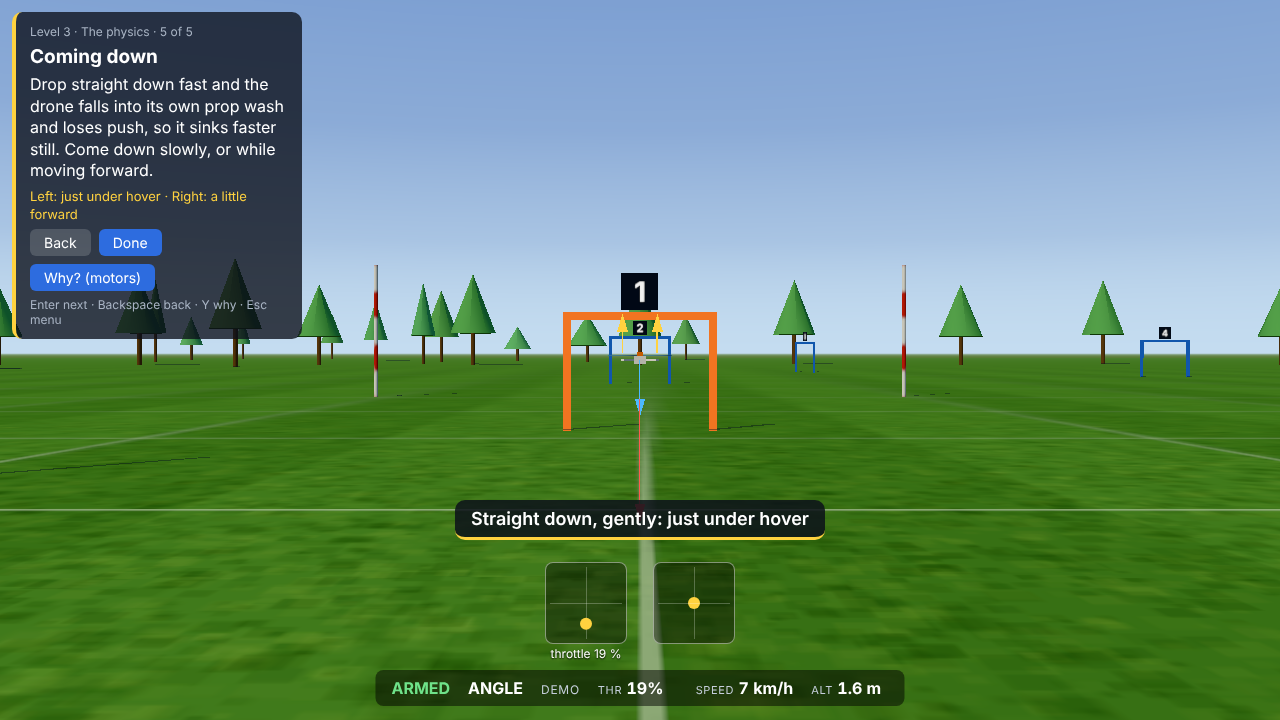 Level 3 · The physics · 5 of 5
Coming down
Drop straight down fast and the
drone falls into its own prop wash
and loses push, so it sinks faster
still. Come down slowly, or while
moving forward.
Left: just under hover · Right: a little
forward
Back Done
Why? (motors)
Enter next · Backspace back · Y why · Esc
menu
1
2
4
Straight down, gently: just under hover
throttle 19 %
ARMED ANGLE DEMO THR 19% SPEED 7 km/h ALT 1.6 m